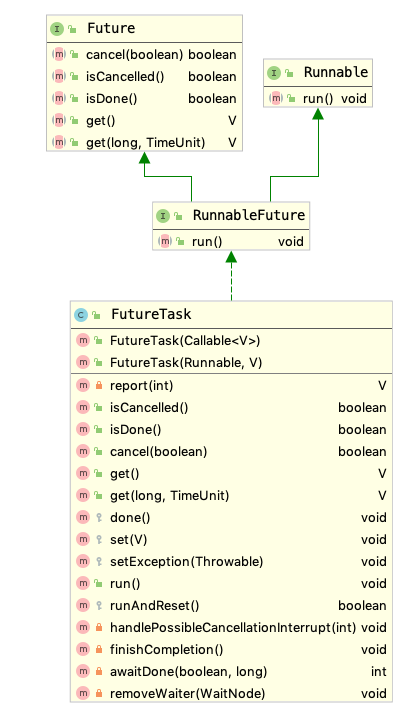 I Future
m cancel(boolean) boolean
m isCancelled() boolean
m isDone() boolean
m get() V
m get(long, TimeUnit) V
I Runnable
m run() void
I RunnableFuture
m run() void
C FutureTask
m FutureTask(Callable<V>)
m FutureTask(Runnable, V)
m report(int) V
m isCancelled() boolean
m isDone() boolean
m cancel(boolean) boolean
m get() V
m get(long, TimeUnit) V
m done() void
m set(V) void
m setException(Throwable) void
m run() void
m runAndReset() boolean
m handlePossibleCancellationInterrupt(int) void
m finishCompletion() void
m awaitDone(boolean, long) int
m removeWaiter(WaitNode) void